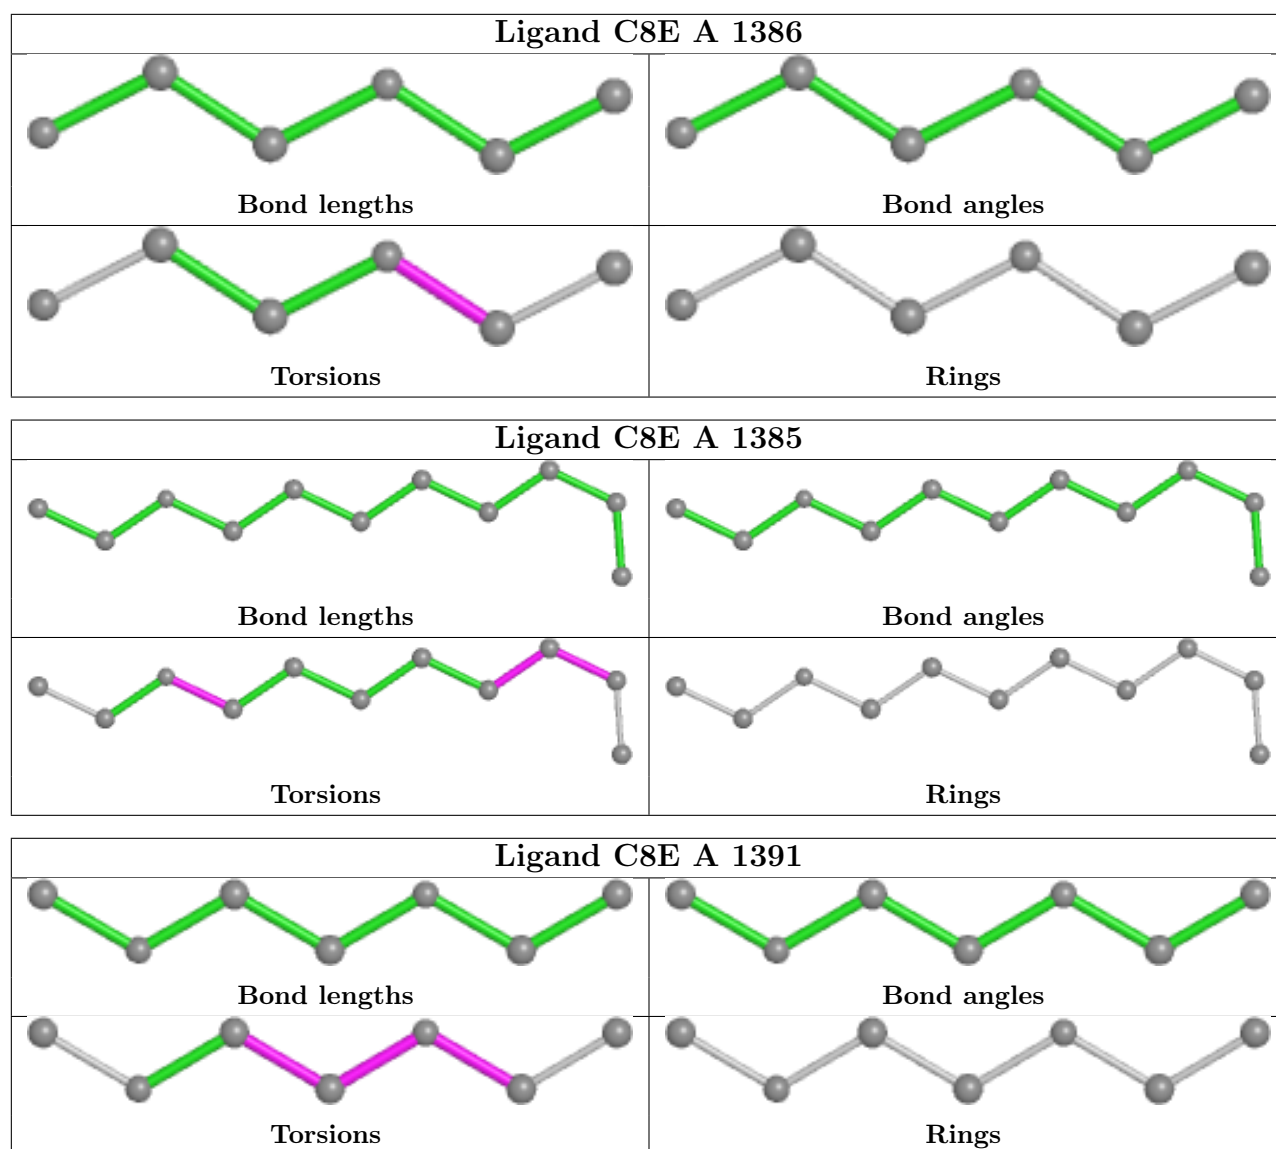 Ligand C8E A 1386
Bond lengths
Bond angles
Torsions
Rings
Ligand C8E A 1385
Bond lengths
Bond angles
Torsions
Rings
Ligand C8E A 1391
Bond lengths
Bond angles
Torsions
Rings